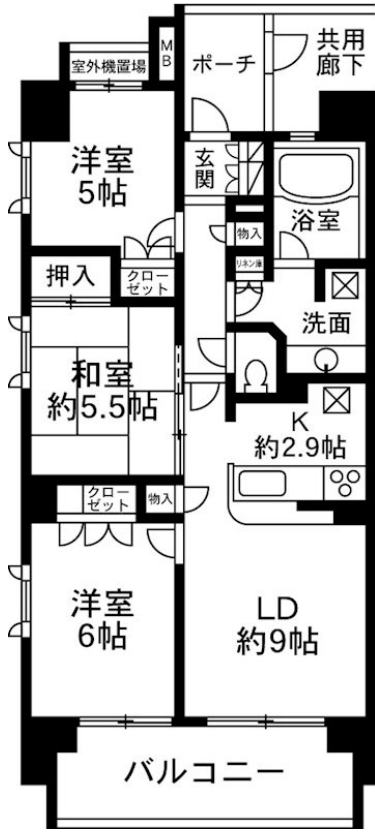 MB
ポーチ
共用
廊下
室外機置場
洋室
5帖
玄関
浴室
物入
リネン庫
押入
クロー
ゼット
洗面
和室
約5.5帖
K
約2.9帖
クロー
ゼット
物入
洋室
6帖
LD
約9帖
バルコニー